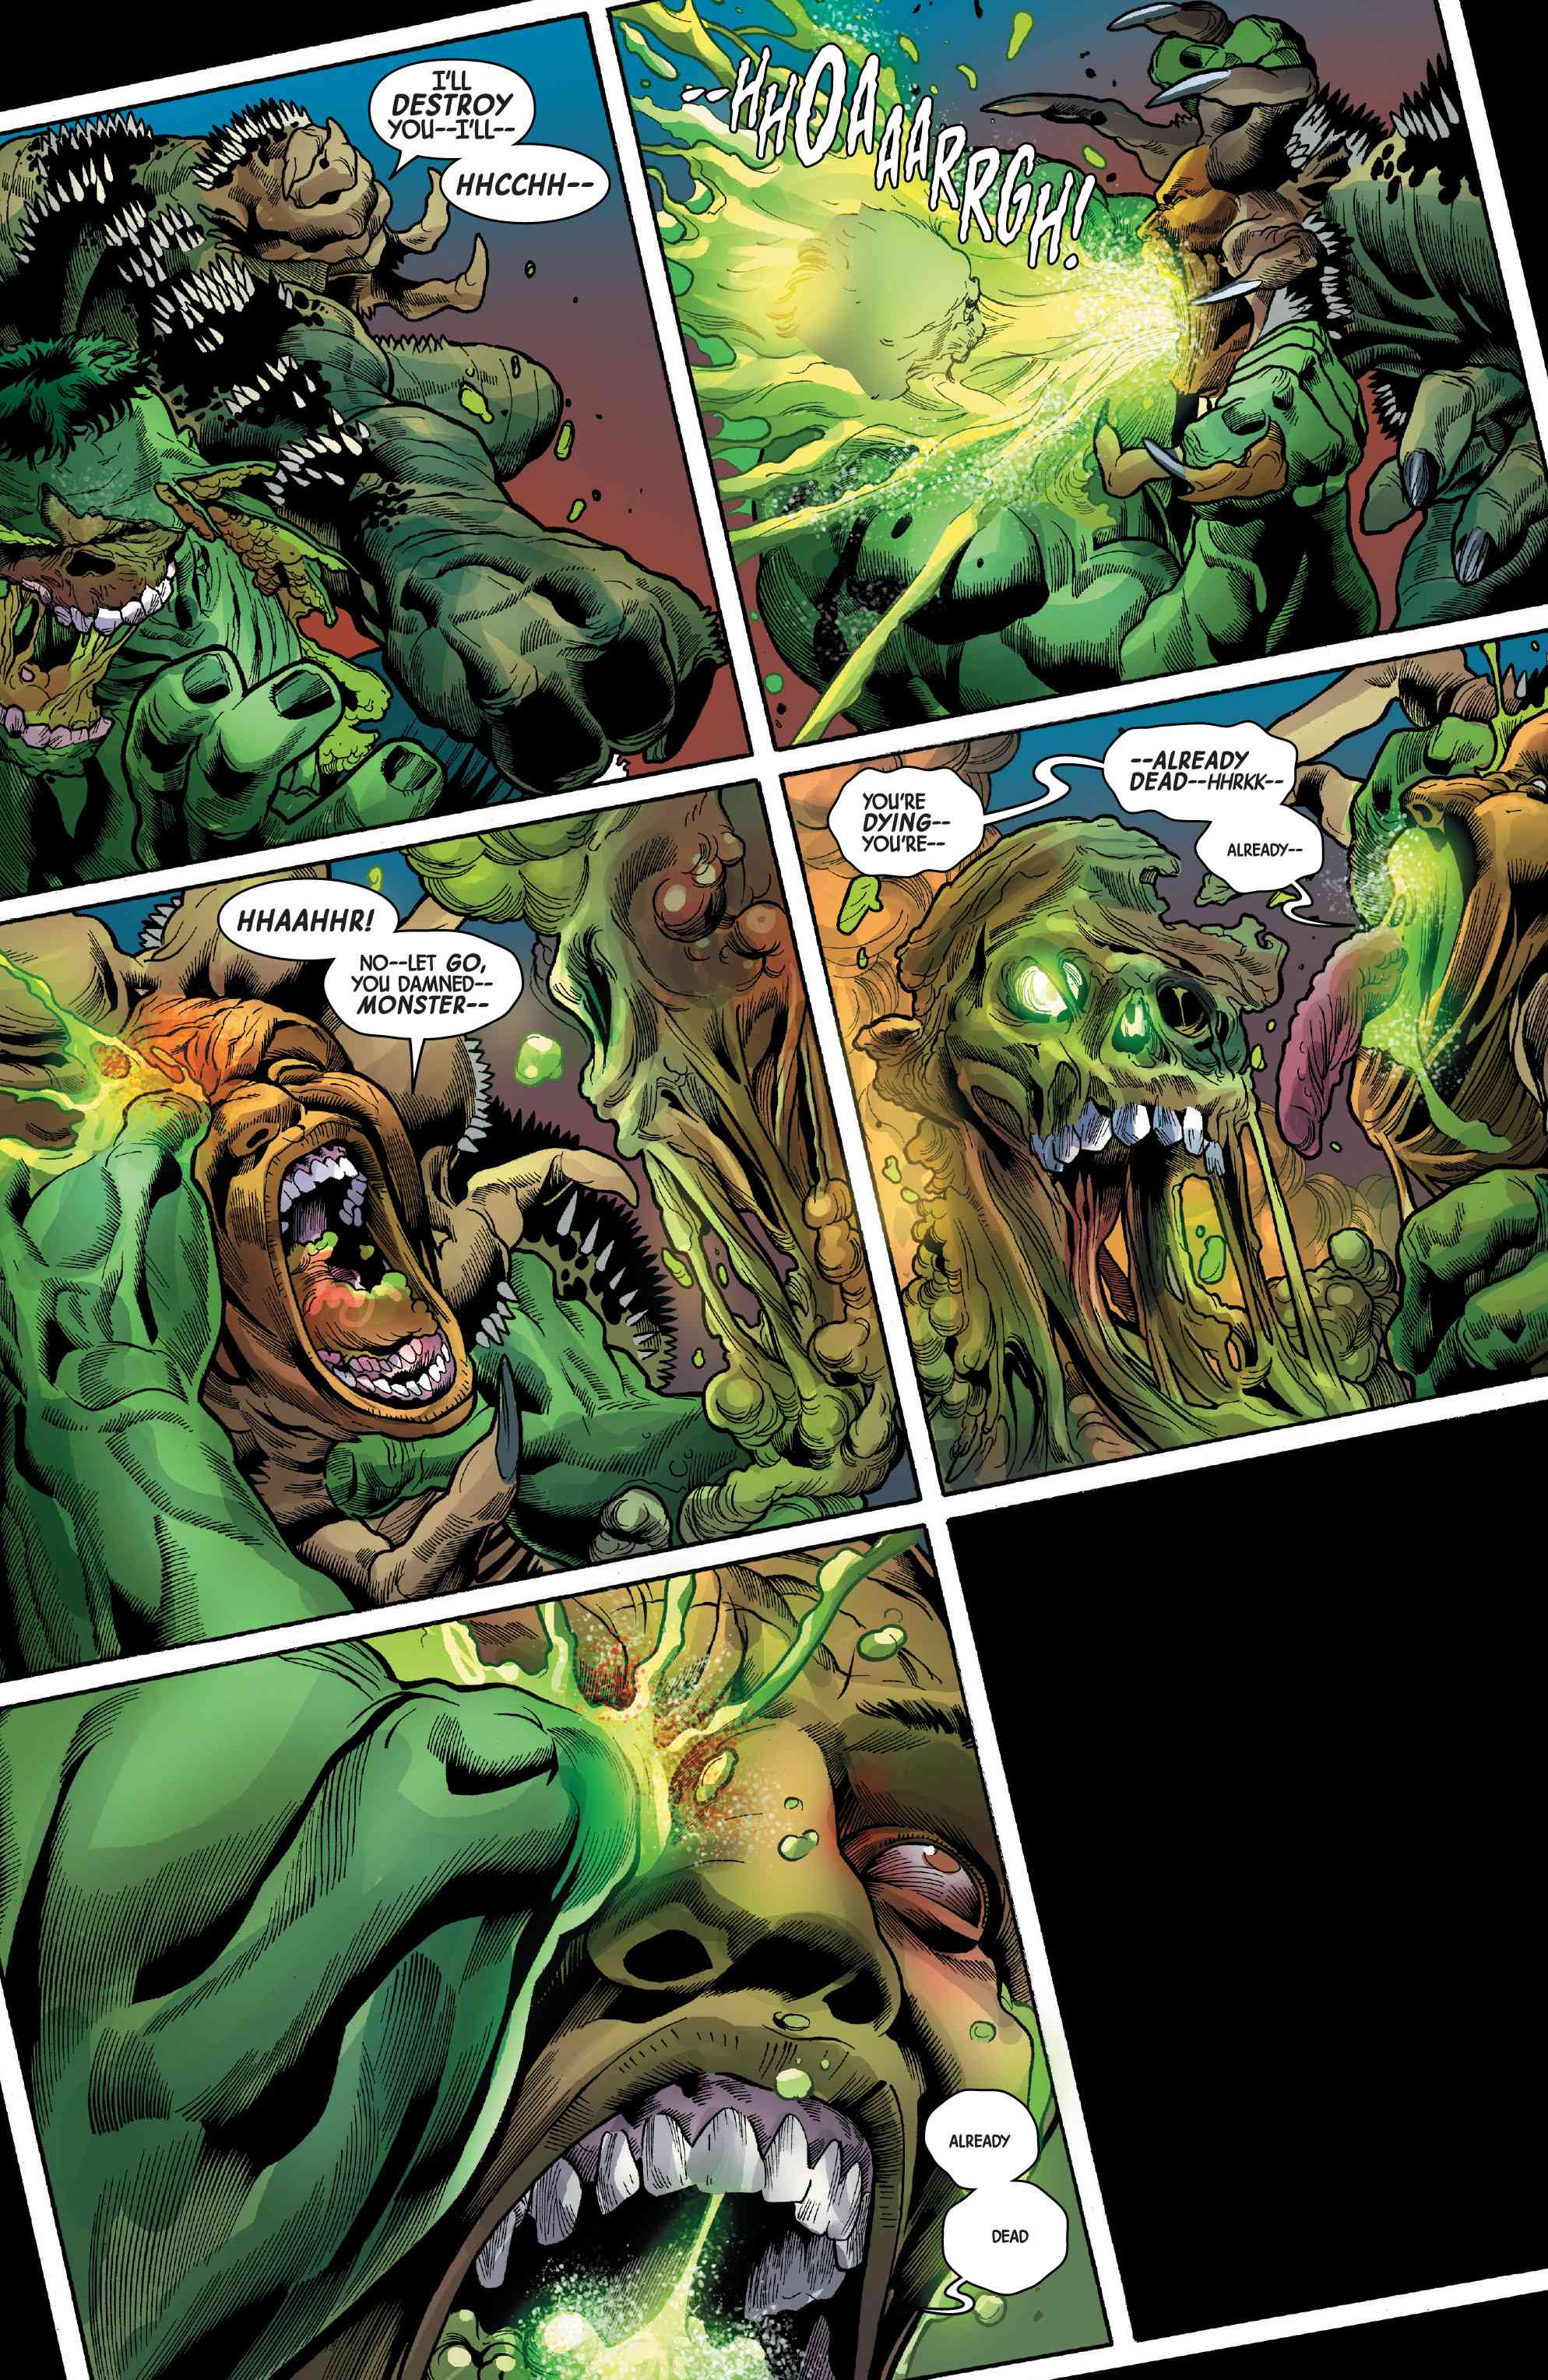 I'LL
DESTROY
YOU--I'LL--
HHCCHH--
--HHOAAAARRGH!
HHAAHHR!
NO--LET GO,
YOU DAMNED--
MONSTER--
YOU'RE
DYING--
YOU'RE--
--ALREADY
DEAD--HHRKK--
ALREADY--
ALREADY
DEAD